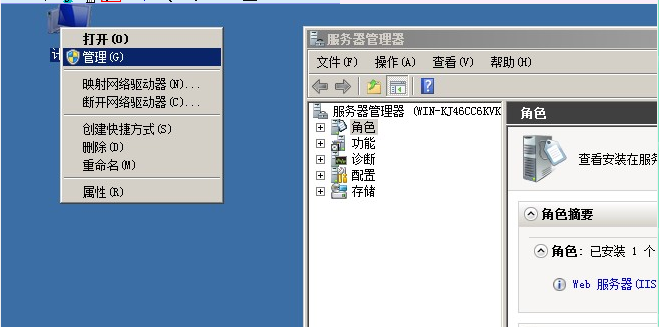 打开(O)
管理(G)
映射网络驱动器(N)...
断开网络驱动器(C)...
创建快捷方式(S)
删除(D)
重命名(M)
属性(R)
服务器管理器
文件(F) 操作(A) 查看(V) 帮助(H)
服务器管理器 (WIN-KJ46CC6KVK
角色
功能
诊断
配置
存储
角色
查看安装在服务
角色摘要
角色: 已安装 1 个
Web 服务器(IIS